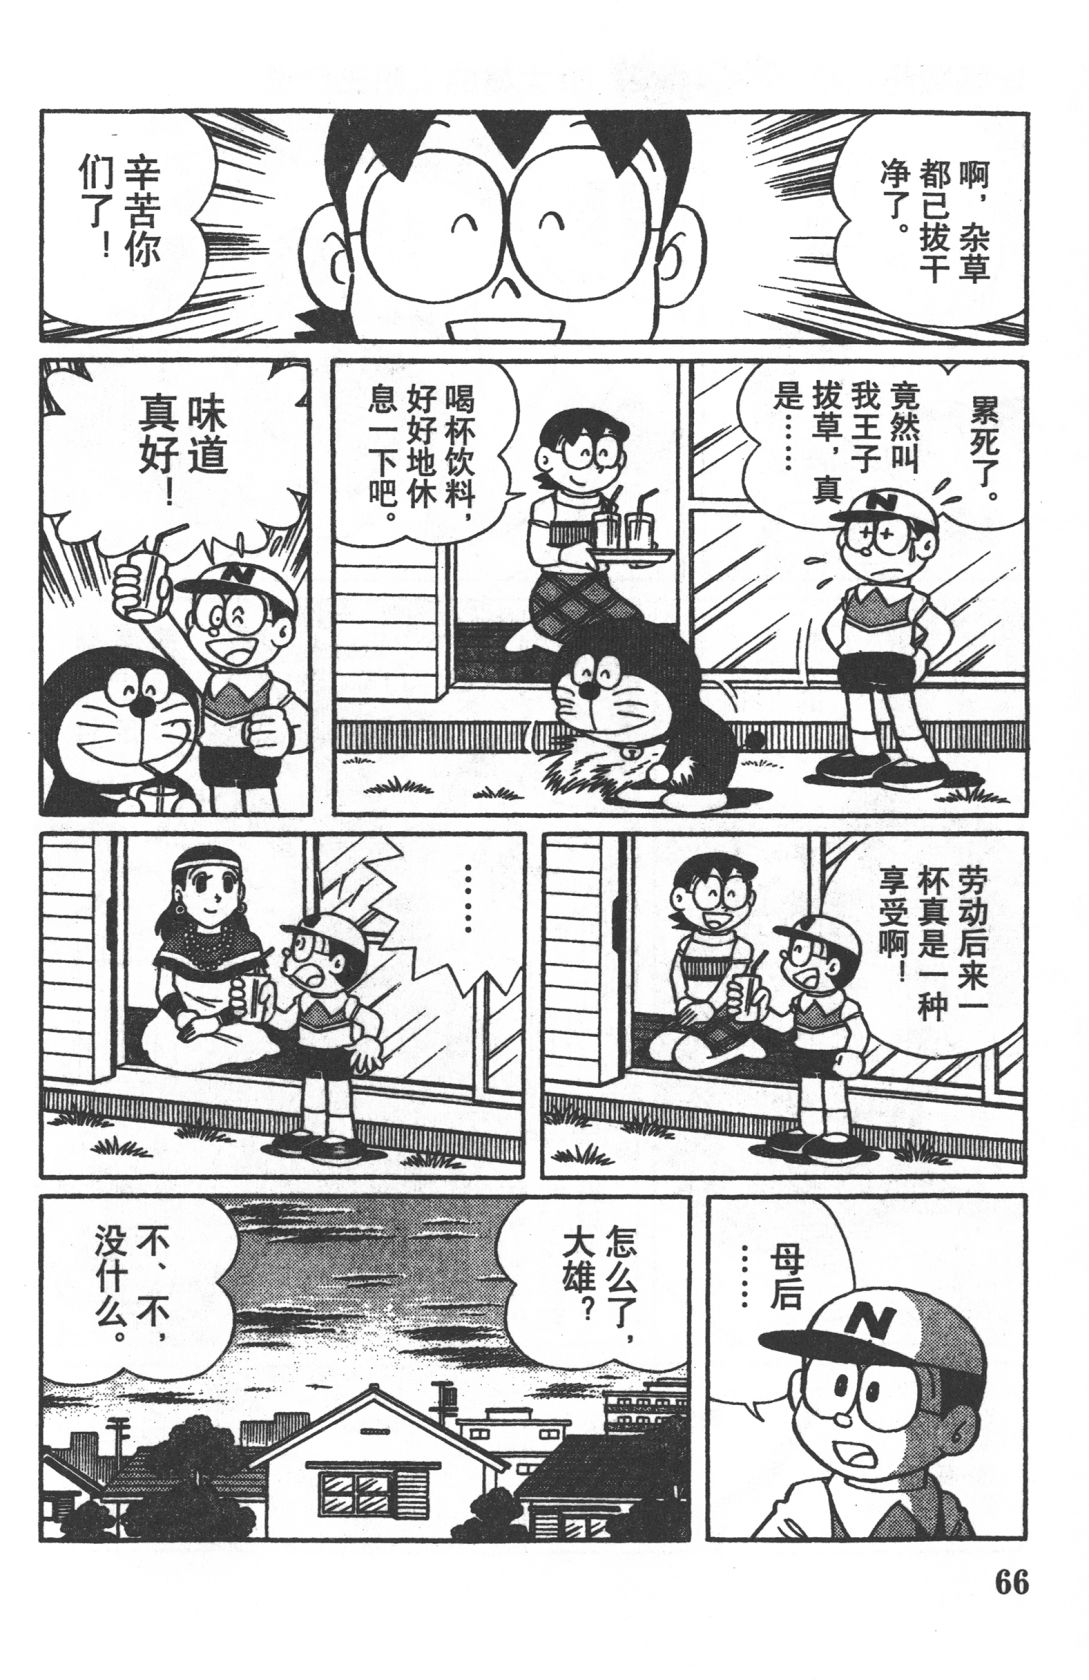 啊，杂草
都已拔干
净了。
辛苦你
们了！
累死了。
竟然叫
我王子
拔草，真
是……
N
喝杯饮料，
好好地休
息一下吧。
味道
真好！
N
劳动后来一
杯真是一种
享受啊！
……
母后
……
N
怎么了，
大雄？
不、不，
没什么。
66